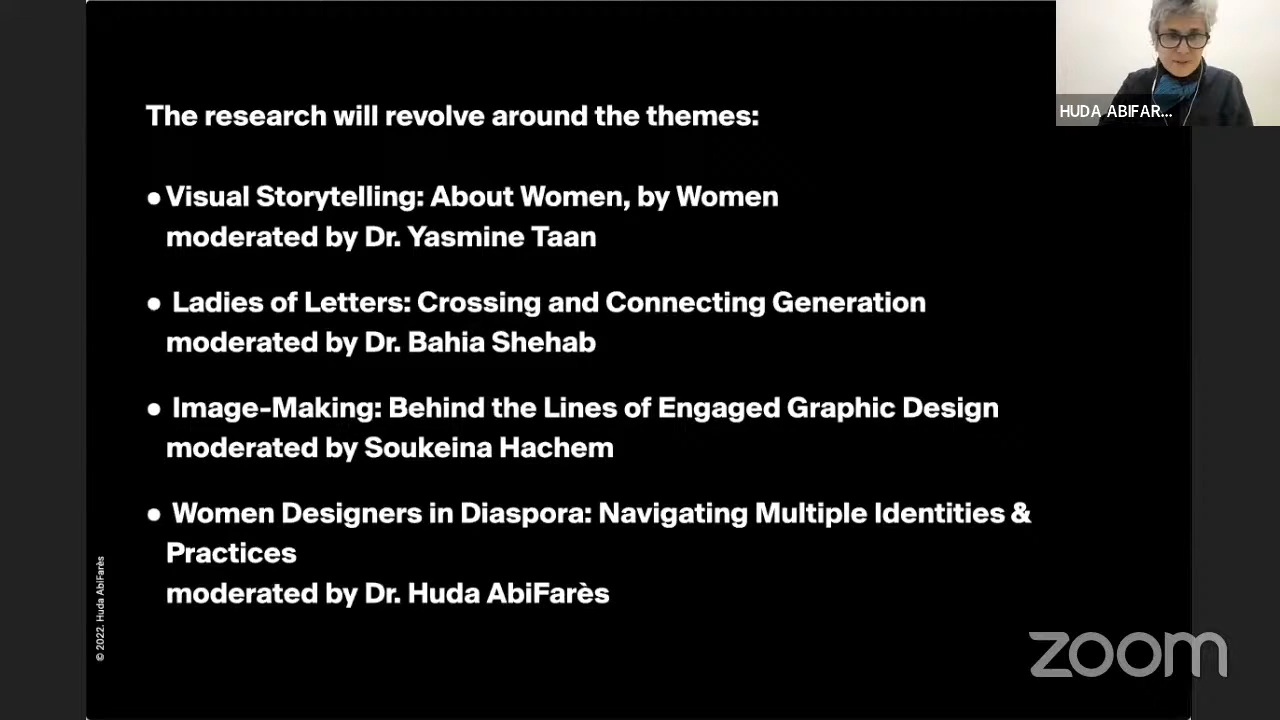 The research will revolve around the themes:
● Visual Storytelling: About Women, by Women
moderated by Dr. Yasmine Taan
● Ladies of Letters: Crossing and Connecting Generation
moderated by Dr. Bahia Shehab
● Image-Making: Behind the Lines of Engaged Graphic Design
moderated by Soukeina Hachem
● Women Designers in Diaspora: Navigating Multiple Identities &
Practices
moderated by Dr. Huda AbiFarès
© 2022. Huda AbiFarès
HUDA ABIFAR...
zoom